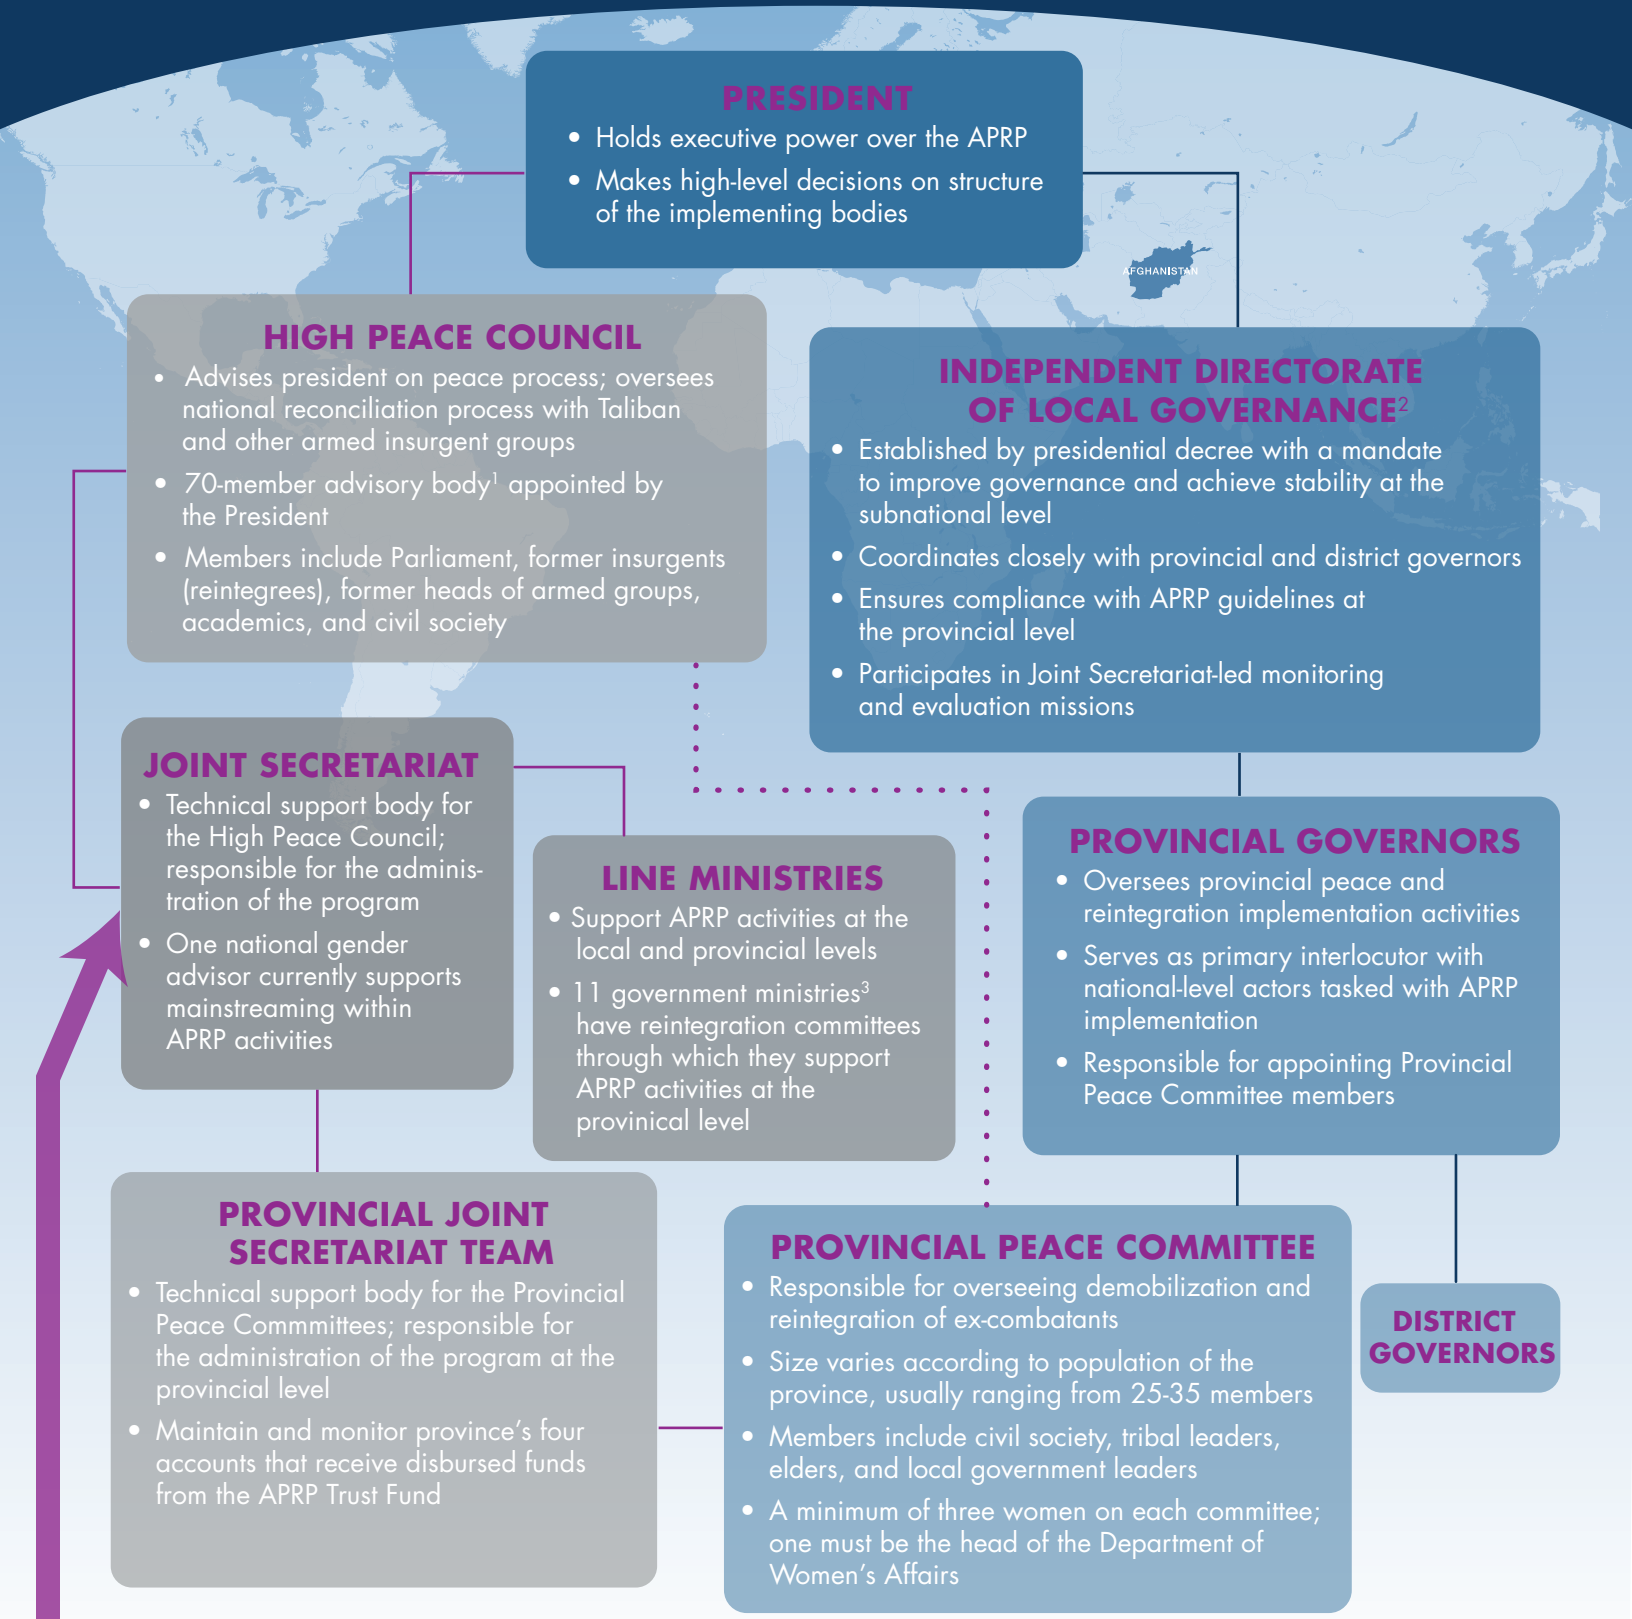 PRESIDENT
• Holds executive power over the APRP
• Makes high-level decisions on structure
of the implementing bodies
AFGHANISTAN
HIGH PEACE COUNCIL
• Advises president on peace process; oversees
national reconciliation process with Taliban
and other armed insurgent groups
• 70-member advisory body1 appointed by
the President
• Members include Parliament, former insurgents
(reintegrees), former heads of armed groups,
academics, and civil society
INDEPENDENT DIRECTORATE
OF LOCAL GOVERNANCE2
• Established by presidential decree with a mandate
to improve governance and achieve stability at the
subnational level
• Coordinates closely with provincial and district governors
• Ensures compliance with APRP guidelines at
the provincial level
• Participates in Joint Secretariat-led monitoring
and evaluation missions
JOINT SECRETARIAT
• Technical support body for
the High Peace Council;
responsible for the adminis-
tration of the program
• One national gender
advisor currently supports
mainstreaming within
APRP activities
LINE MINISTRIES
• Support APRP activities at the
local and provincial levels
• 11 government ministries3
have reintegration committees
through which they support
APRP activities at the
provinical level
PROVINCIAL GOVERNORS
• Oversees provincial peace and
reintegration implementation activities
• Serves as primary interlocutor with
national-level actors tasked with APRP
implementation
• Responsible for appointing Provincial
Peace Committee members
PROVINCIAL JOINT
SECRETARIAT TEAM
• Technical support body for the Provincial
Peace Commmittees; responsible for
the administration of the program at the
provincial level
• Maintain and monitor province's four
accounts that receive disbursed funds
from the APRP Trust Fund
PROVINCIAL PEACE COMMITTEE
• Responsible for overseeing demobilization and
reintegration of ex-combatants
• Size varies according to population of the
province, usually ranging from 25-35 members
• Members include civil society, tribal leaders,
elders, and local government leaders
• A minimum of three women on each committee;
one must be the head of the Department of
Women's Affairs
DISTRICT
GOVERNORS